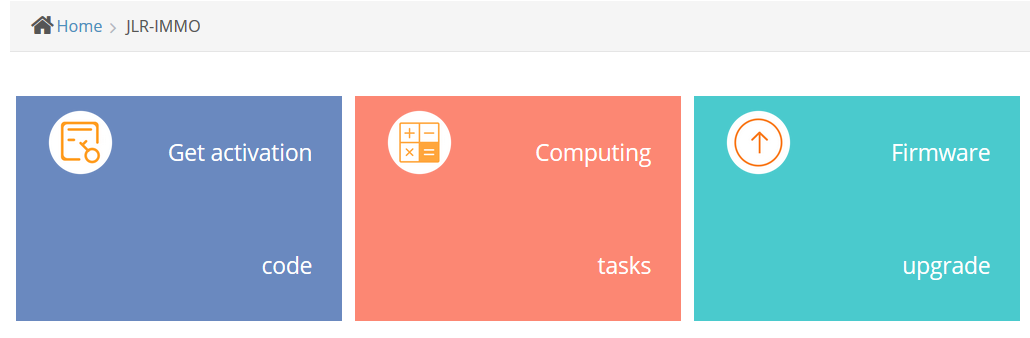 Home > JLR-IMMO
Get activation
code
Computing
tasks
Firmware
upgrade